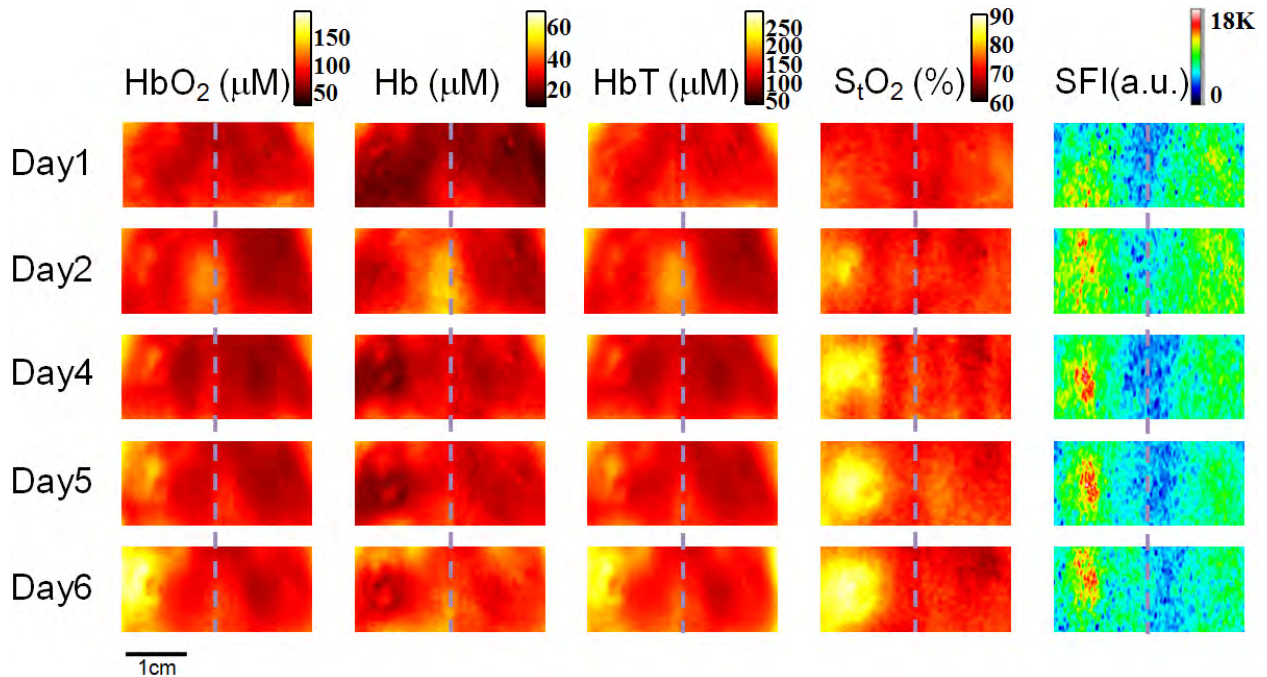 150
100
50
HbO₂ (μM)
60
40
20
Hb (μM)
250
200
150
100
50
HbT (μM)
90
80
70
60
StO₂ (%)
18K
0
SFI(a.u.)
Day1
Day2
Day4
Day5
Day6
1cm